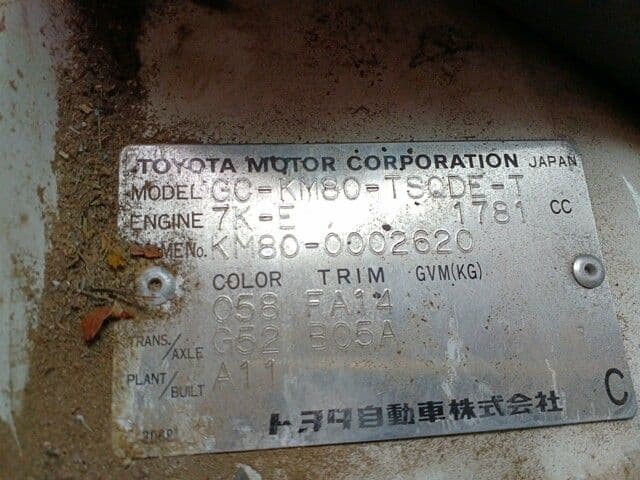 TOYOTA MOTOR CORPORATION JAPAN
MODEL GC-KM80-TSQDE-T
ENGINE 7K-E 1781 CC
No. KM80-0002620
COLOR TRIM GVM(KG)
058 FA14
TRANS./AXLE G52 B05A
PLANT/BUILT A11
C
トヨタ自動車株式会社